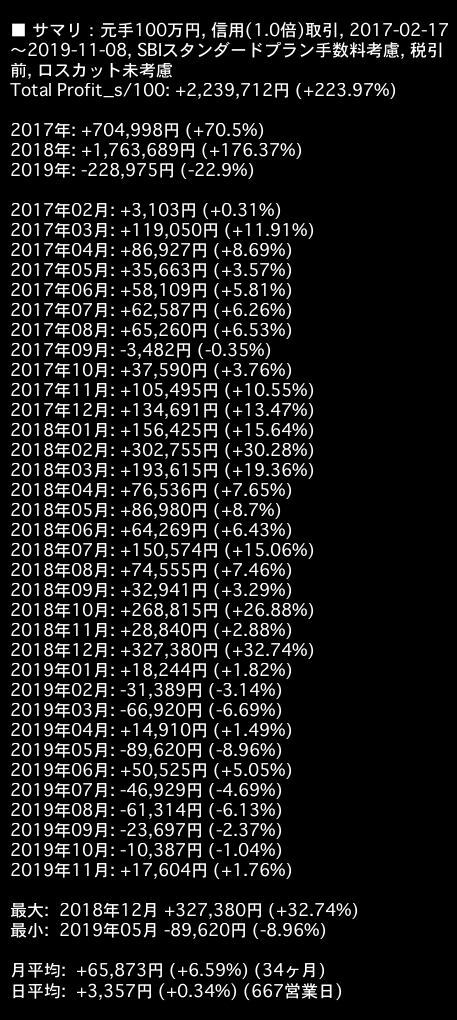 ■ サマリ : 元手100万円, 信用(1.0倍)取引, 2017-02-17
～2019-11-08, SBIスタンダードプラン手数料考慮, 税引
前, ロスカット未考慮
Total Profit_s/100: +2,239,712円 (+223.97%)
2017年: +704,998円 (+70.5%)
2018年: +1,763,689円 (+176.37%)
2019年: -228,975円 (-22.9%)
2017年02月: +3,103円 (+0.31%)
2017年03月: +119,050円 (+11.91%)
2017年04月: +86,927円 (+8.69%)
2017年05月: +35,663円 (+3.57%)
2017年06月: +58,109円 (+5.81%)
2017年07月: +62,587円 (+6.26%)
2017年08月: +65,260円 (+6.53%)
2017年09月: -3,482円 (-0.35%)
2017年10月: +37,590円 (+3.76%)
2017年11月: +105,495円 (+10.55%)
2017年12月: +134,691円 (+13.47%)
2018年01月: +156,425円 (+15.64%)
2018年02月: +302,755円 (+30.28%)
2018年03月: +193,615円 (+19.36%)
2018年04月: +76,536円 (+7.65%)
2018年05月: +86,980円 (+8.7%)
2018年06月: +64,269円 (+6.43%)
2018年07月: +150,574円 (+15.06%)
2018年08月: +74,555円 (+7.46%)
2018年09月: +32,941円 (+3.29%)
2018年10月: +268,815円 (+26.88%)
2018年11月: +28,840円 (+2.88%)
2018年12月: +327,380円 (+32.74%)
2019年01月: +18,244円 (+1.82%)
2019年02月: -31,389円 (-3.14%)
2019年03月: -66,920円 (-6.69%)
2019年04月: +14,910円 (+1.49%)
2019年05月: -89,620円 (-8.96%)
2019年06月: +50,525円 (+5.05%)
2019年07月: -46,929円 (-4.69%)
2019年08月: -61,314円 (-6.13%)
2019年09月: -23,697円 (-2.37%)
2019年10月: -10,387円 (-1.04%)
2019年11月: +17,604円 (+1.76%)
最大: 2018年12月 +327,380円 (+32.74%)
最小: 2019年05月 -89,620円 (-8.96%)
月平均: +65,873円 (+6.59%) (34ヶ月)
日平均: +3,357円 (+0.34%) (667営業日)